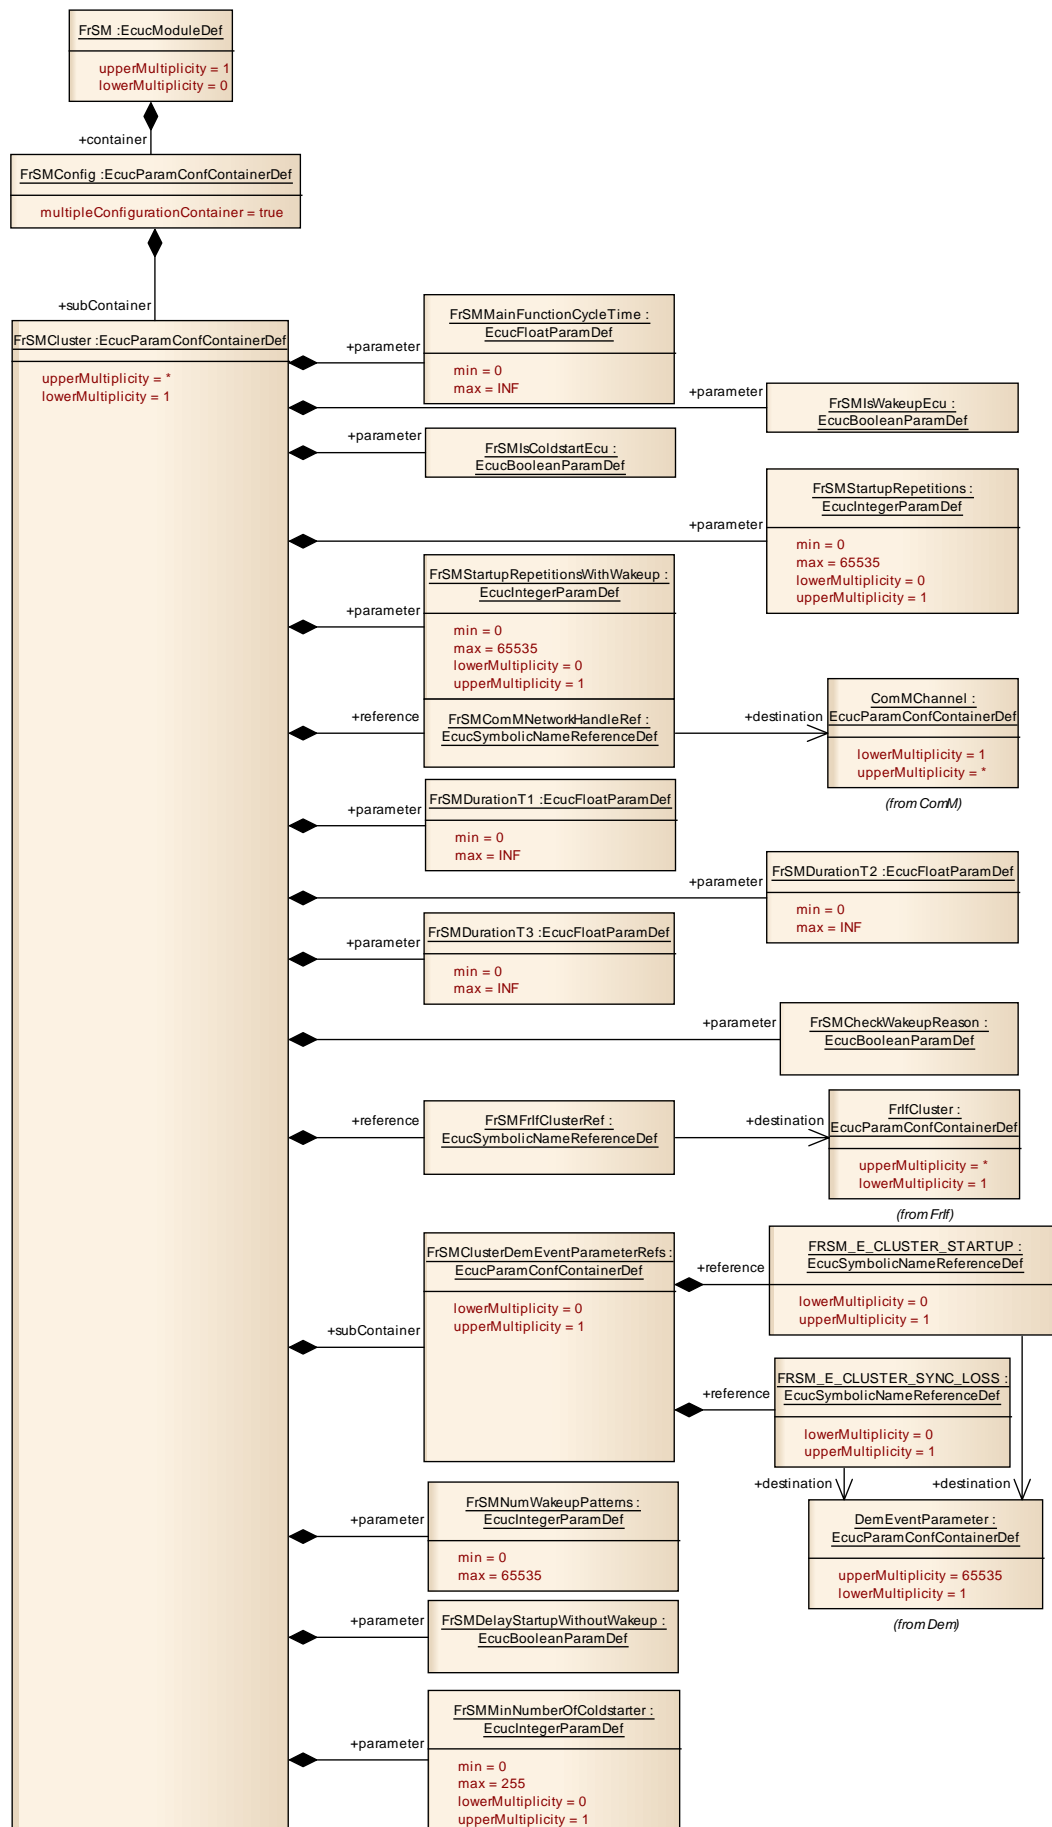 FrSM :EcucModuleDef
upperMultiplicity = 1
lowerMultiplicity = 0
+container
FrSMConfig :EcucParamConfContainerDef
multipleConfigurationContainer = true
+subContainer
FrSMCluster :EcucParamConfContainerDef
upperMultiplicity = *
lowerMultiplicity = 1
+parameter
FrSMMainFunctionCycleTime :
EcucFloatParamDef
min = 0
max = INF
+parameter
FrSMIsWakeupEcu :
EcucBooleanParamDef
+parameter
FrSMIsColdstartEcu :
EcucBooleanParamDef
+parameter
FrSMStartupRepetitions :
EcucIntegerParamDef
min = 0
max = 65535
lowerMultiplicity = 0
upperMultiplicity = 1
+parameter
FrSMStartupRepetitionsWithWakeup :
EcucIntegerParamDef
min = 0
max = 65535
lowerMultiplicity = 0
upperMultiplicity = 1
+reference
FrSMComMNetworkHandleRef :
EcucSymbolicNameReferenceDef
+destination
ComMChannel :
EcucParamConfContainerDef
lowerMultiplicity = 1
upperMultiplicity = *
(from ComM)
+parameter
FrSMDurationT1 :EcucFloatParamDef
min = 0
max = INF
+parameter
FrSMDurationT2 :EcucFloatParamDef
min = 0
max = INF
+parameter
FrSMDurationT3 :EcucFloatParamDef
min = 0
max = INF
+parameter
FrSMCheckWakeupReason :
EcucBooleanParamDef
+reference
FrSMFrIfClusterRef :
EcucSymbolicNameReferenceDef
+destination
FrIfCluster :
EcucParamConfContainerDef
upperMultiplicity = *
lowerMultiplicity = 1
(from FrIf)
+subContainer
FrSMClusterDemEventParameterRefs :
EcucParamConfContainerDef
lowerMultiplicity = 0
upperMultiplicity = 1
+reference
FRSM_E_CLUSTER_STARTUP :
EcucSymbolicNameReferenceDef
lowerMultiplicity = 0
upperMultiplicity = 1
+reference
FRSM_E_CLUSTER_SYNC_LOSS :
EcucSymbolicNameReferenceDef
lowerMultiplicity = 0
upperMultiplicity = 1
+destination
+destination
DemEventParameter :
EcucParamConfContainerDef
upperMultiplicity = 65535
lowerMultiplicity = 1
(from Dem)
+parameter
FrSMNumWakeupPatterns :
EcucIntegerParamDef
min = 0
max = 65535
+parameter
FrSMDelayStartupWithoutWakeup :
EcucBooleanParamDef
+parameter
FrSMMinNumberOfColdstarter :
EcucIntegerParamDef
min = 0
max = 255
lowerMultiplicity = 0
upperMultiplicity = 1